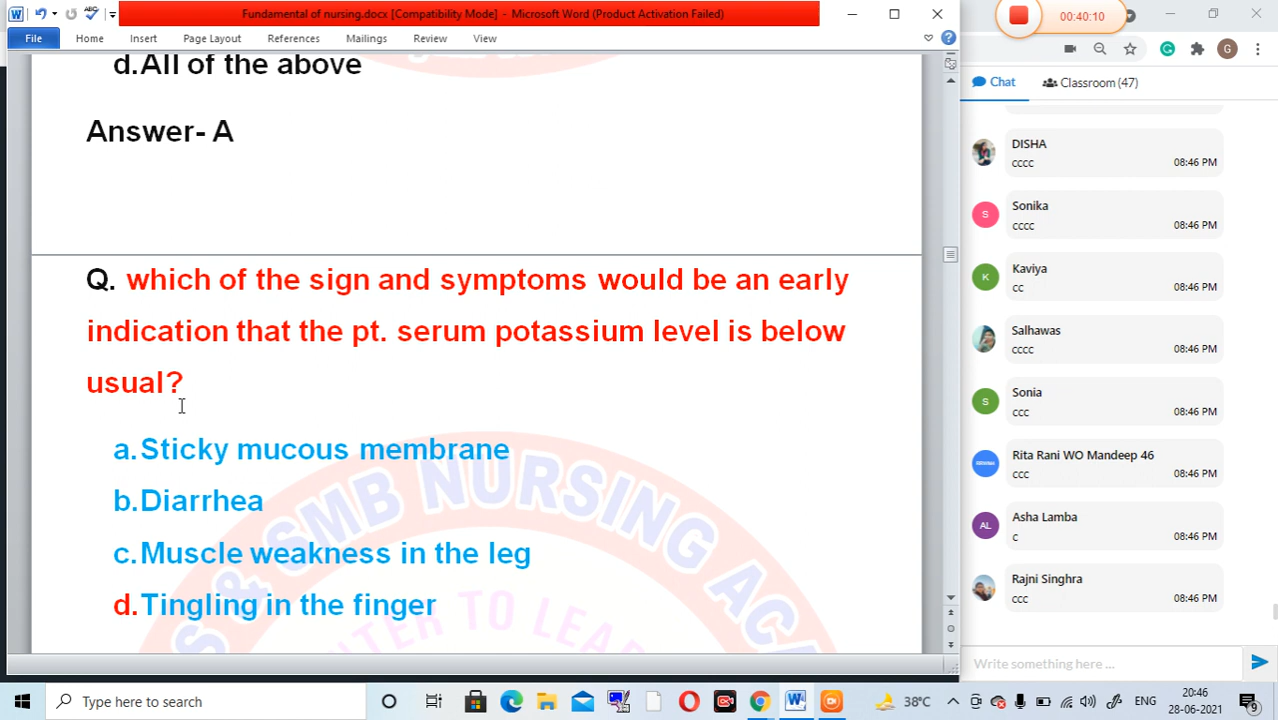 Fundamental of nursing.docx [Compatibility Mode] - Microsoft Word (Product Activation Failed)
00:40:10
File Home Insert Page Layout References Mailings Review View
d.All of the above
Answer- A
Q. which of the sign and symptoms would be an early
indication that the pt. serum potassium level is below
usual?
a.Sticky mucous membrane
b.Diarrhea
c.Muscle weakness in the leg
d.Tingling in the finger
& SMB NURSING ACA
TER TO LEA
Chat Classroom (47)
DISHA
cccc 08:46 PM
Sonika
cccc 08:46 PM
Kaviya
cc 08:46 PM
Salhawas
cccc 08:46 PM
Sonia
ccc 08:46 PM
Rita Rani WO Mandeep 46
ccc 08:46 PM
Asha Lamba
c 08:46 PM
Rajni Singhra
ccc 08:46 PM
Write something here ...
Type here to search
38°C ENG 20:46
28-06-2021